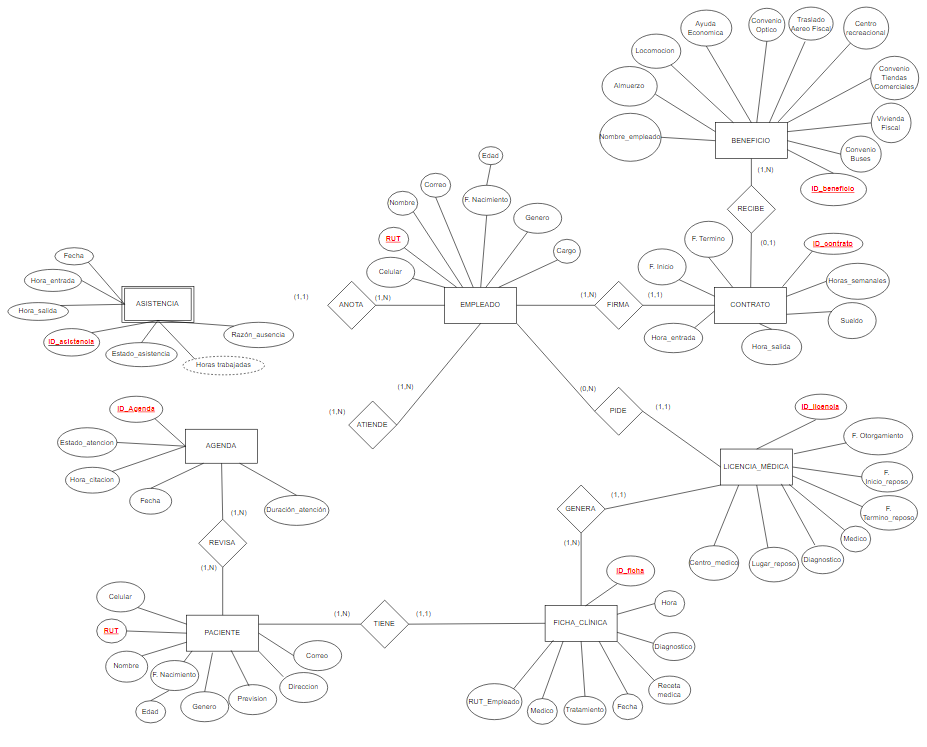 Ayuda
Economica
Convenio
Optico
Traslado
Aereo Fiscal
Centro
recreacional
Locomocion
Convenio
Tiendas
Comerciales
Almuerzo
Vivienda
Fiscal
Nombre_empleado
BENEFICIO
Convenio
Buses
(1,N)
ID_beneficio
RECIBE
(0,1)
Edad
Correo
F. Nacimiento
Nombre
Genero
RUT
Cargo
Celular
F. Termino
ID_contrato
F. Inicio
Horas_semanales
Fecha
Hora_entrada
Hora_salida
ASISTENCIA
(1,1)
ANOTA
(1,N)
EMPLEADO
(1,N)
FIRMA
(1,1)
CONTRATO
Sueldo
Hora_entrada
Hora_salida
ID_asistencia
Estado_asistencia
Razón_ausencia
Horas trabajadas
(1,N)
(0,N)
(1,N)
ATIENDE
PIDE
(1,1)
ID_licencia
ID_Agenda
Estado_atencion
AGENDA
Hora_citacion
Fecha
Duración_atención
F. Otorgamiento
LICENCIA_MÉDICA
F.
Inicio_reposo
F.
Termino_reposo
Medico
Diagnostico
Lugar_reposo
Centro_medico
(1,1)
GENERA
(1,N)
(1,N)
REVISA
(1,N)
ID_ficha
Hora
Celular
RUT
PACIENTE
(1,N)
TIENE
(1,1)
FICHA_CLÍNICA
Diagnostico
Nombre
F. Nacimiento
Edad
Genero
Prevision
Direccion
Correo
RUT_Empleado
Medico
Tratamiento
Fecha
Receta
medica